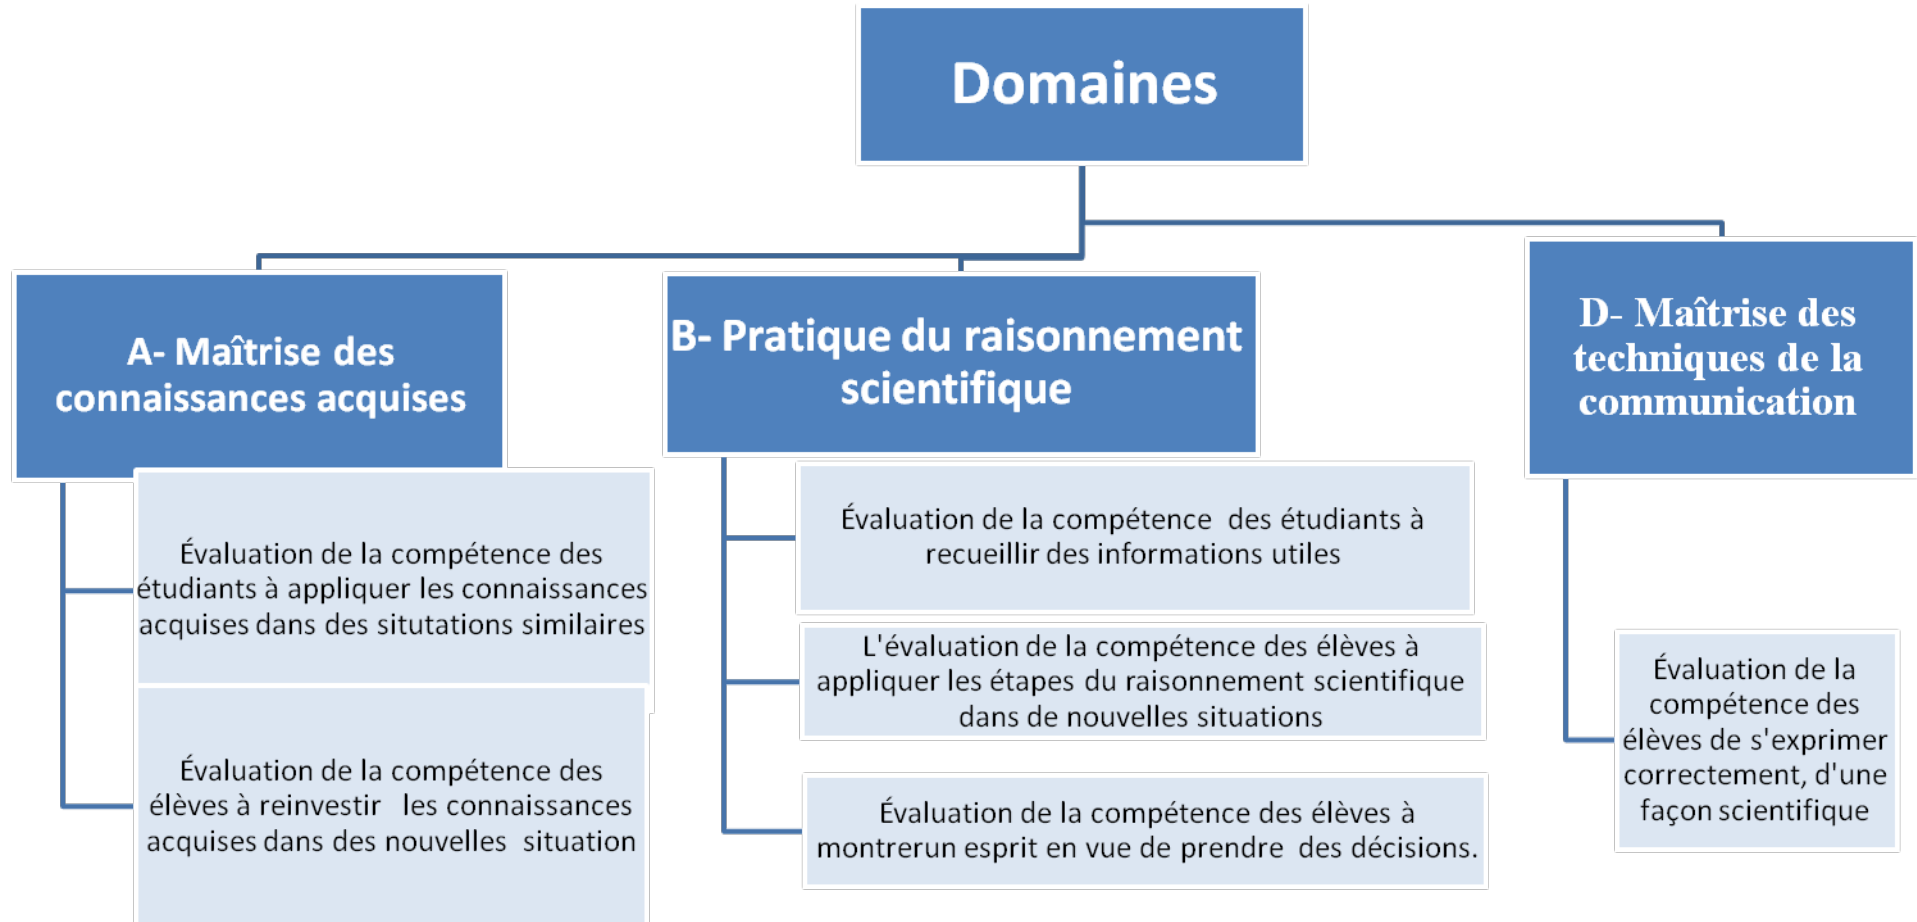 Domaines
A- Maîtrise des
connaissances acquises
Évaluation de la compétence des
étudiants à appliquer les connaissances
acquises dans des situtations similaires
Évaluation de la compétence des
élèves à reinvestir les connaissances
acquises dans des nouvelles situation
B- Pratique du raisonnement
scientifique
Évaluation de la compétence des étudiants à
recueillir des informations utiles
L'évaluation de la compétence des élèves à
appliquer les étapes du raisonnement scientifique
dans de nouvelles situations
Évaluation de la compétence des élèves à
montrerun esprit en vue de prendre des décisions.
D- Maîtrise des
techniques de la
communication
Évaluation de la
compétence des
élèves de s'exprimer
correctement, d'une
façon scientifique